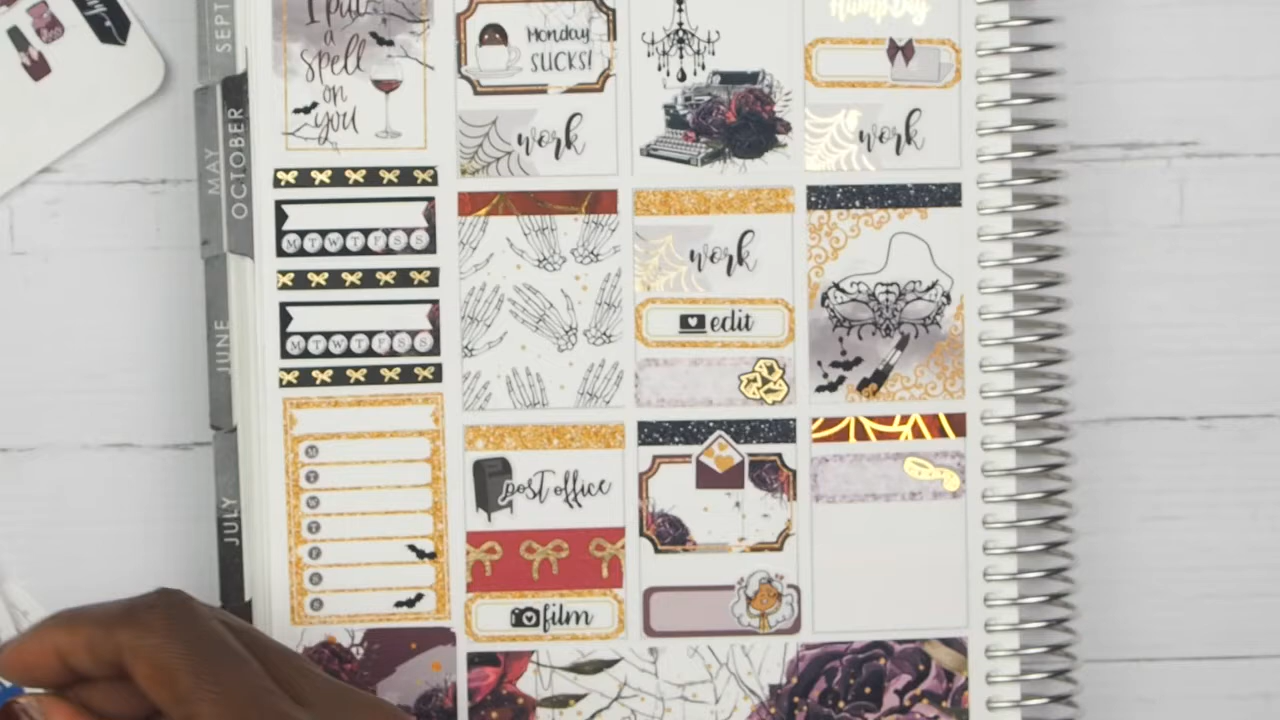 SEPT
MAY
OCTOBER
JUNE
JULY
I put
a
spell
on
you
M T W T F S S
M T W T F S S
M
T
W
T
F
S
S
Monday
SUCKS!
work
post office
film
work
edit
Hump Day
work